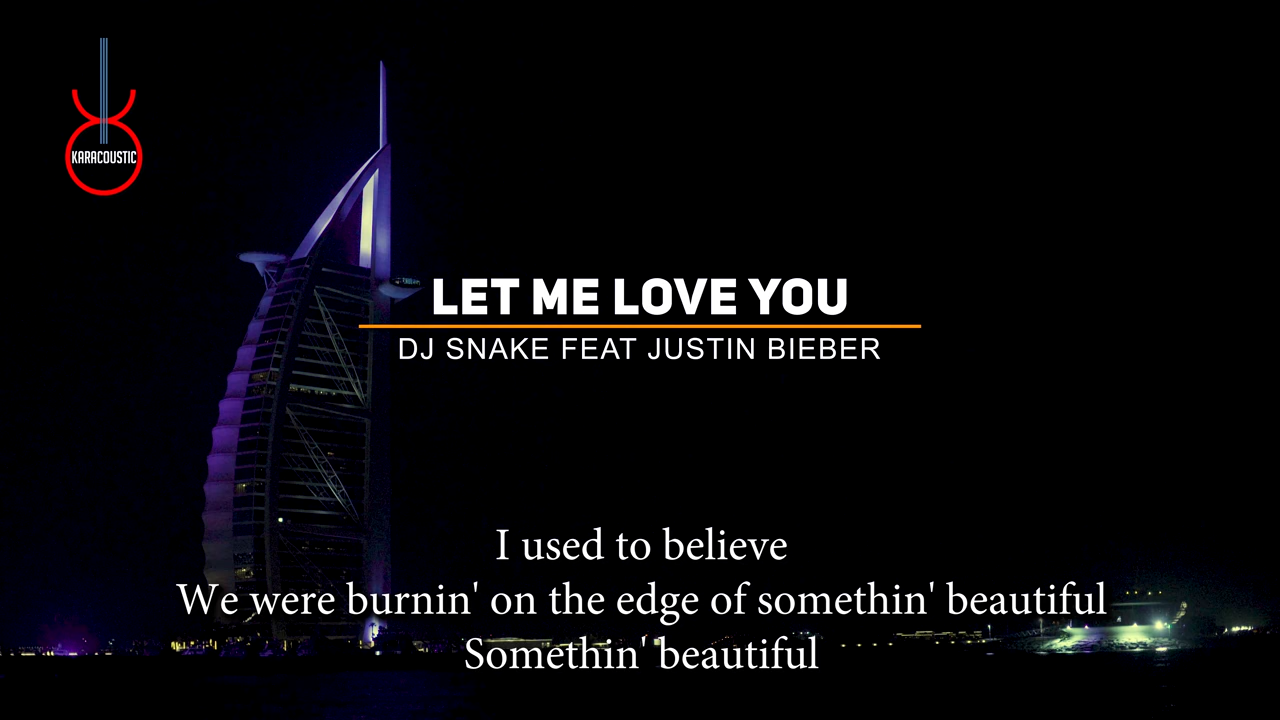 KARACOUSTIC
LET ME LOVE YOU
DJ SNAKE FEAT JUSTIN BIEBER
I used to believe
We were burnin' on the edge of somethin' beautiful
Somethin' beautiful